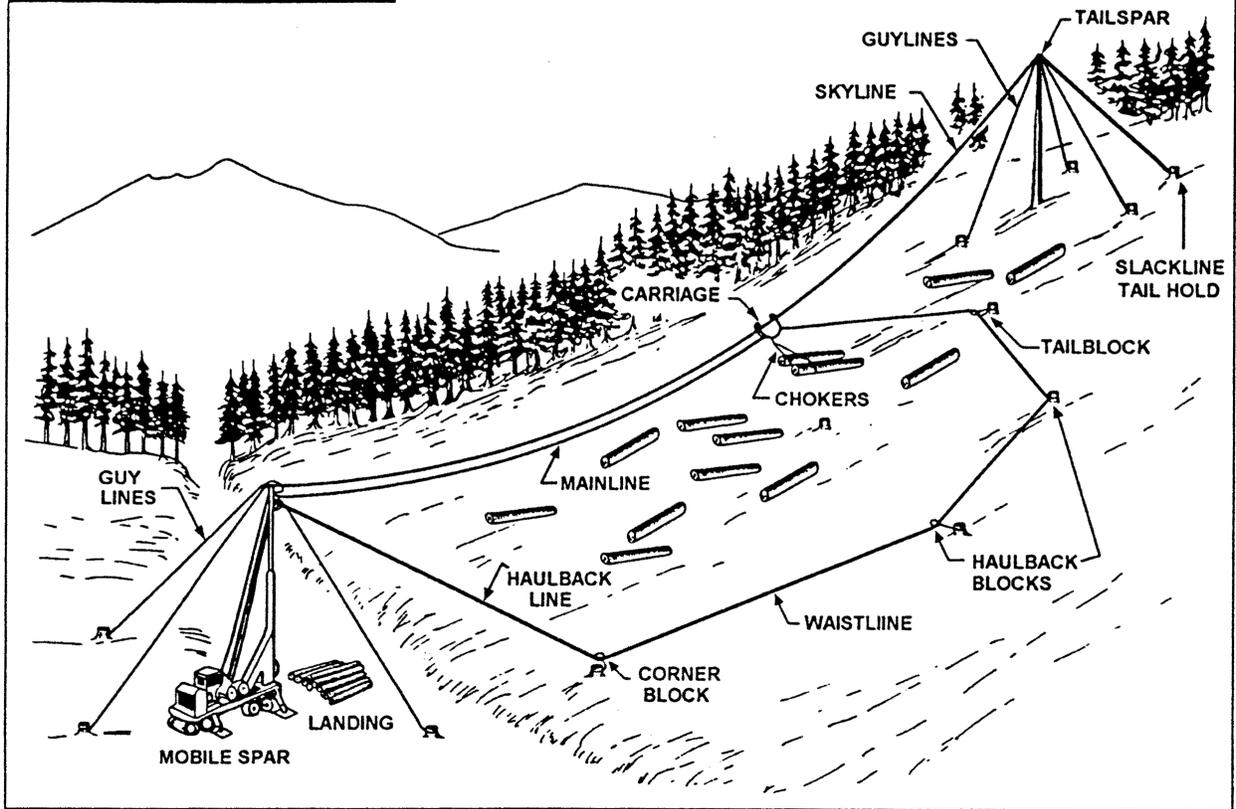 TAILSPAR
GUYLINES
SKYLINE
SLACKLINE
TAIL HOLD
CARRIAGE
TAILBLOCK
CHOKERS
MAINLINE
GUY
LINES
HAULBACK
LINE
HAULBACK
BLOCKS
WAISTLIINE
CORNER
BLOCK
LANDING
MOBILE SPAR